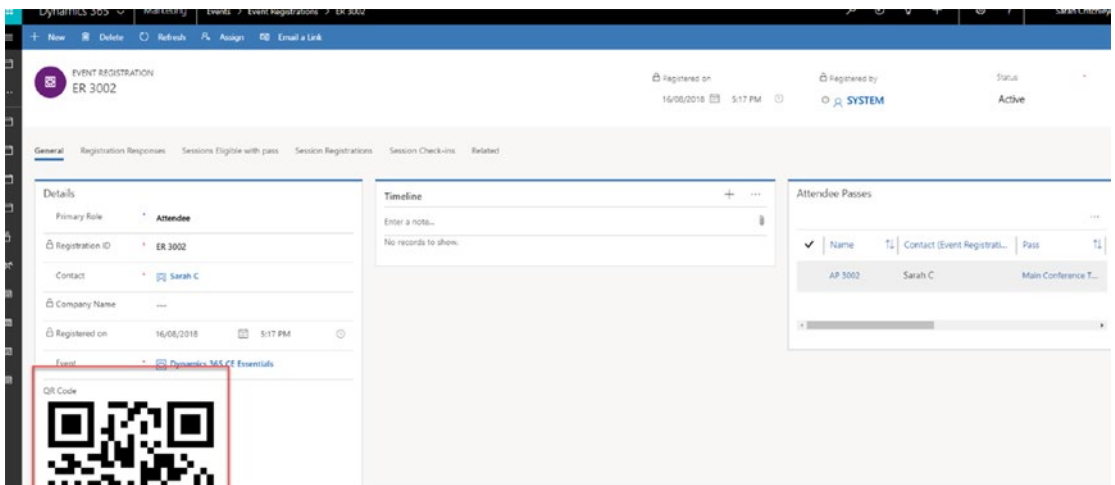 Dynamics 365 Marketing Events > Event Registrations > ER 3002
+ New Delete Refresh Assign Email a Link
EVENT REGISTRATION
ER 3002
Registered on
16/08/2018 5:17 PM
Registered by
SYSTEM
Status
Active
General Registration Responses Sessions Eligible with pass Session Registrations Session Check-ins Related
Details
Primary Role * Attendee
Registration ID * ER 3002
Contact * Sarah C
Company Name ---
Registered on 16/08/2018 5:17 PM
Event * Dynamics 365 CE Essentials
QR Code
Timeline
Enter a note...
No records to show.
Attendee Passes
Name Contact (Event Registrati... Pass
AP 3002 Sarah C Main Conference T...